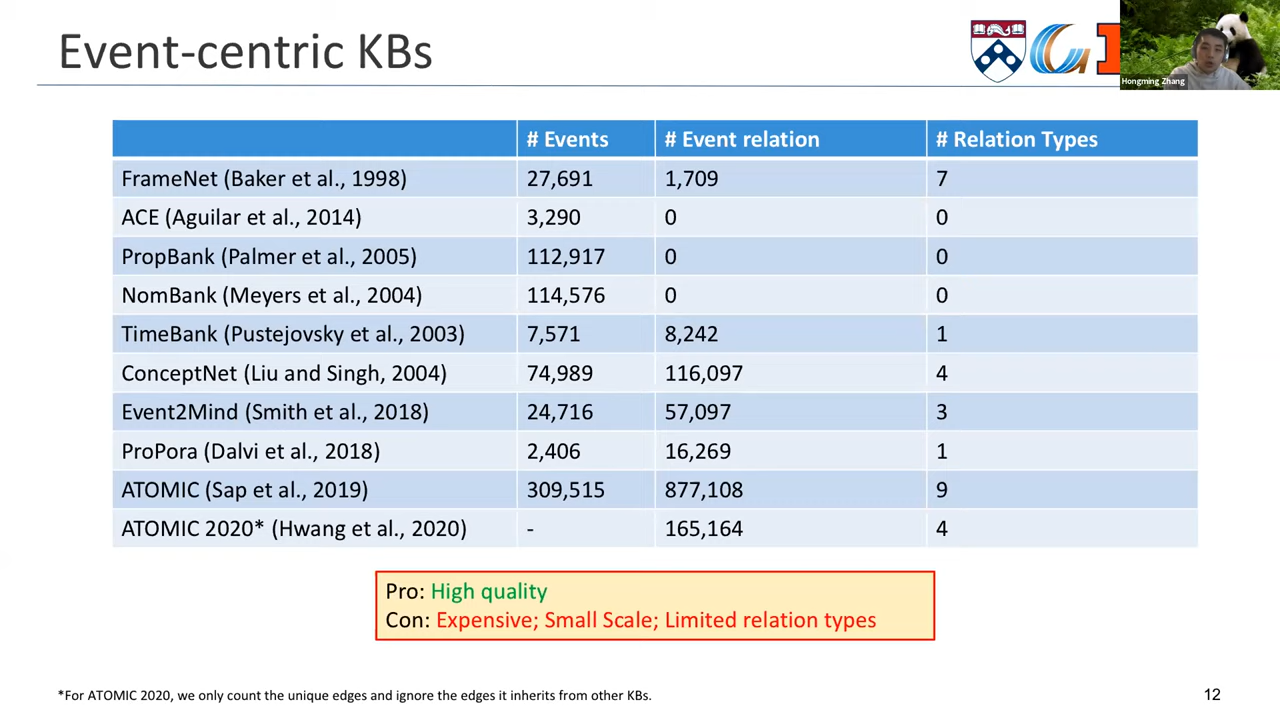 Event-centric KBs
Hongming Zhang
# Events # Event relation # Relation Types
FrameNet (Baker et al., 1998) 27,691 1,709 7
ACE (Aguilar et al., 2014) 3,290 0 0
PropBank (Palmer et al., 2005) 112,917 0 0
NomBank (Meyers et al., 2004) 114,576 0 0
TimeBank (Pustejovsky et al., 2003) 7,571 8,242 1
ConceptNet (Liu and Singh, 2004) 74,989 116,097 4
Event2Mind (Smith et al., 2018) 24,716 57,097 3
ProPora (Dalvi et al., 2018) 2,406 16,269 1
ATOMIC (Sap et al., 2019) 309,515 877,108 9
ATOMIC 2020* (Hwang et al., 2020) - 165,164 4
Pro: High quality
Con: Expensive; Small Scale; Limited relation types
*For ATOMIC 2020, we only count the unique edges and ignore the edges it inherits from other KBs.
12